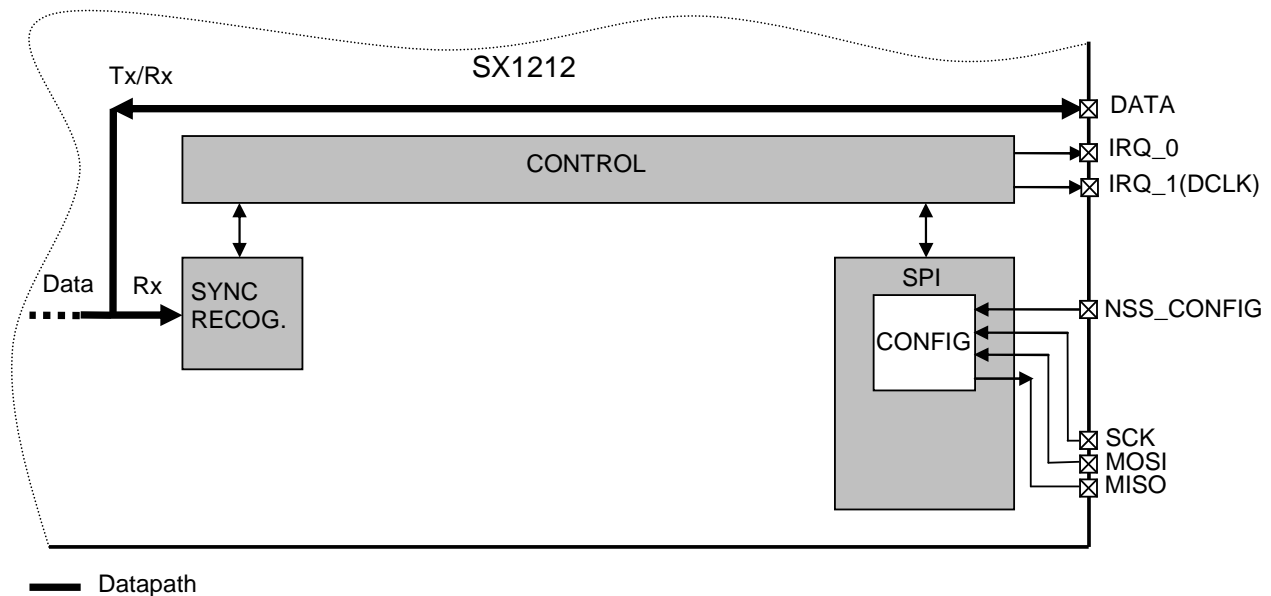 SX1212
Tx/Rx
DATA
CONTROL
IRQ_0
IRQ_1(DCLK)
Data
Rx
SYNC
RECOG.
SPI
CONFIG
NSS_CONFIG
SCK
MOSI
MISO
Datapath